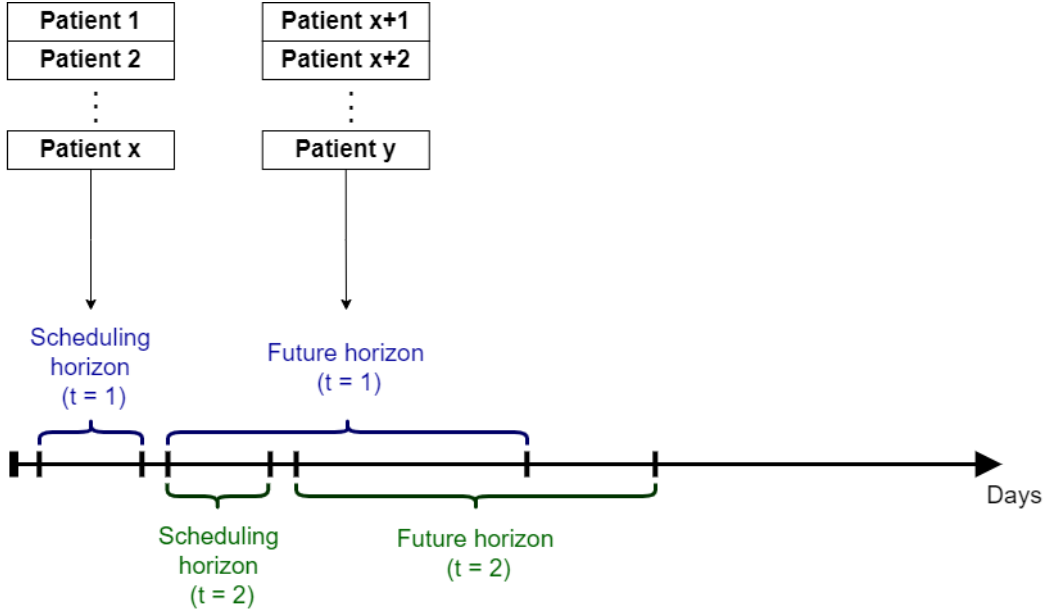 Patient 1
Patient 2
⋮
Patient x
Patient x+1
Patient x+2
⋮
Patient y
Scheduling
horizon
(t = 1)
Future horizon
(t = 1)
Days
Scheduling
horizon
(t = 2)
Future horizon
(t = 2)